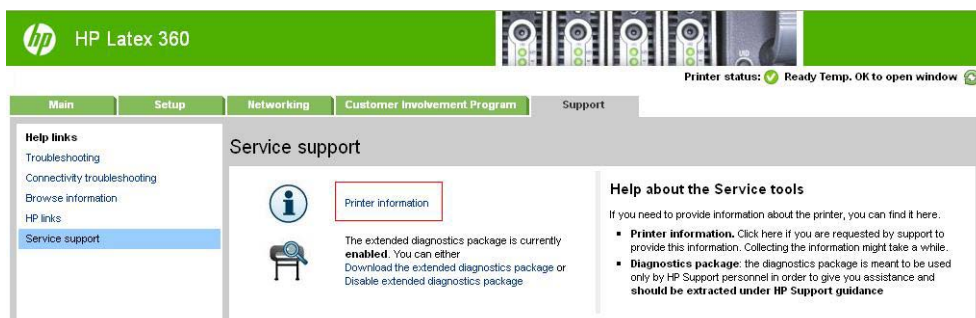 hp HP Latex 360
UID
Printer status: Ready Temp. OK to open window
Main Setup Networking Customer Involvement Program Support
Help links
Troubleshooting
Connectivity troubleshooting
Browse information
HP links
Service support
Service support
Printer information
The extended diagnostics package is currently
enabled. You can either
Download the extended diagnostics package or
Disable extended diagnostics package
Help about the Service tools
If you need to provide information about the printer, you can find it here.
▪ Printer information. Click here if you are requested by support to
provide this information. Collecting the information might take a while.
▪ Diagnostics package: the diagnostics package is meant to be used
only by HP Support personnel in order to give you assistance and
should be extracted under HP Support guidance